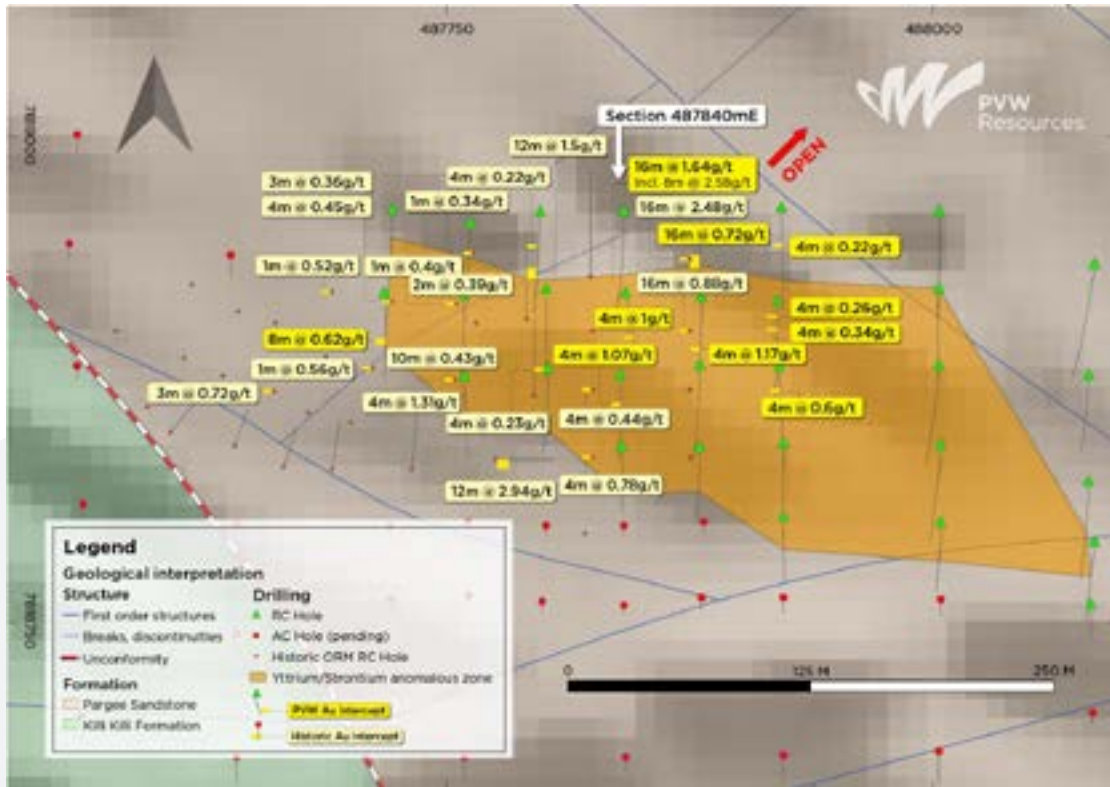 487750
488000
PVW
Resources
7819000
Section 487840mE
OPEN
12m @ 1.5g/t
16m @ 1.64g/t
Incl. 8m @ 2.58g/t
3m @ 0.36g/t
4m @ 0.22g/t
4m @ 0.45g/t
1m @ 0.34g/t
16m @ 2.48g/t
16m @ 0.72g/t
4m @ 0.22g/t
1m @ 0.52g/t
1m @ 0.4g/t
2m @ 0.39g/t
16m @ 0.88g/t
4m @ 0.26g/t
4m @ 1g/t
4m @ 0.34g/t
8m @ 0.62g/t
10m @ 0.43g/t
4m @ 1.07g/t
4m @ 1.17g/t
1m @ 0.56g/t
3m @ 0.72g/t
4m @ 1.31g/t
4m @ 0.23g/t
4m @ 0.44g/t
4m @ 0.6g/t
12m @ 2.94g/t
4m @ 0.78g/t
7818750
Legend
Geological interpretation
Structure
First order structures
Breaks, discontinuties
Unconformity
Formation
Pargee Sandstone
Killi Killi Formation
Drilling
RC Hole
AC Hole (pending)
Historic ORM RC Hole
Yttrium/Strontium anomalous zone
PVW Au Intercept
Historic Au Intercept
0
125 M
250 M